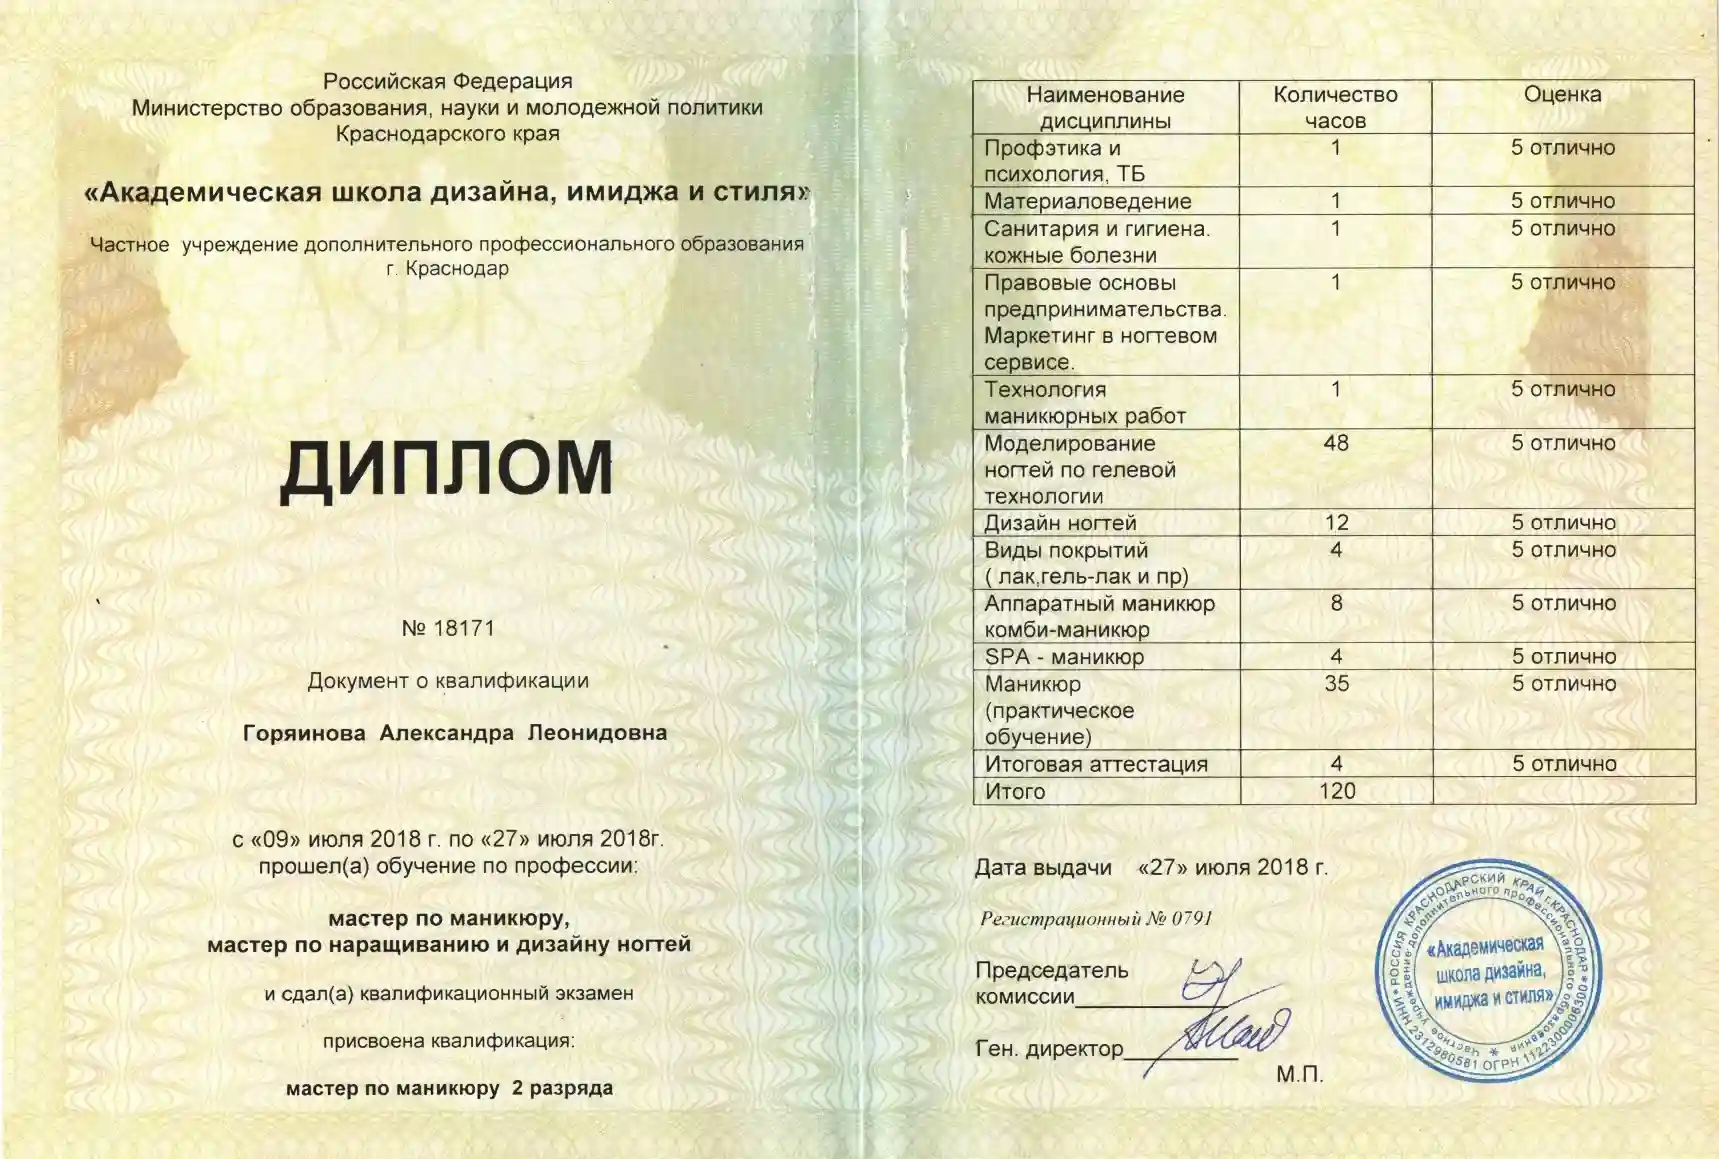 Российская Федерация
Министерство образования, науки и молодежной политики
Краснодарского края
«Академическая школа дизайна, имиджа и стиля»
Частное учреждение дополнительного профессионального образования
г. Краснодар
ДИПЛОМ
№ 18171
Документ о квалификации
Горяинова Александра Леонидовна
с «09» июля 2018 г. по «27» июля 2018г.
прошел(а) обучение по профессии:
мастер по маникюру,
мастер по наращиванию и дизайну ногтей
и сдал(а) квалификационный экзамен
присвоена квалификация:
мастер по маникюру 2 разряда
Наименование Количество Оценка
дисциплины часов
Профэтика и 1 5 отлично
психология, ТБ
Материаловедение 1 5 отлично
Санитария и гигиена. 1 5 отлично
кожные болезни
Правовые основы 1 5 отлично
предпринимательства.
Маркетинг в ногтевом
сервисе.
Технология 1 5 отлично
маникюрных работ
Моделирование 48 5 отлично
ногтей по гелевой
технологии
Дизайн ногтей 12 5 отлично
Виды покрытий 4 5 отлично
( лак,гель-лак и пр)
Аппаратный маникюр 8 5 отлично
комби-маникюр
SPA - маникюр 4 5 отлично
Маникюр 35 5 отлично
(практическое
обучение)
Итоговая аттестация 4 5 отлично
Итого 120
Дата выдачи «27» июля 2018 г.
Регистрационный № 0791
Председатель
комиссии
Ген. директор
М.П.
РОССИЯ КРАСНОДАРСКИЙ КРАЙ г.КРАСНОДАР
ИНН 2312980581 ОГРН 1122300006300
Частное учреждение дополнительного профессионального образования
«Академическая
школа дизайна,
имиджа и стиля»